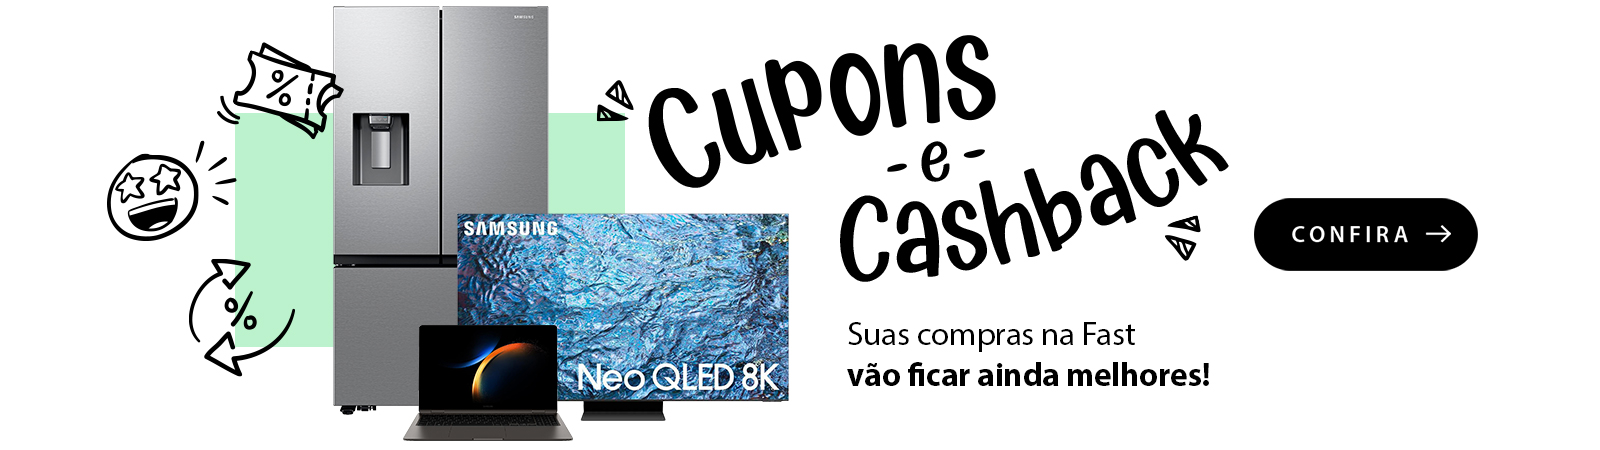 SAMSUNG
Cupons
- e -
Cashback
SAMSUNG
CONFIRA →
Suas compras na Fast
vão ficar ainda melhores!
Neo QLED 8K
%
%